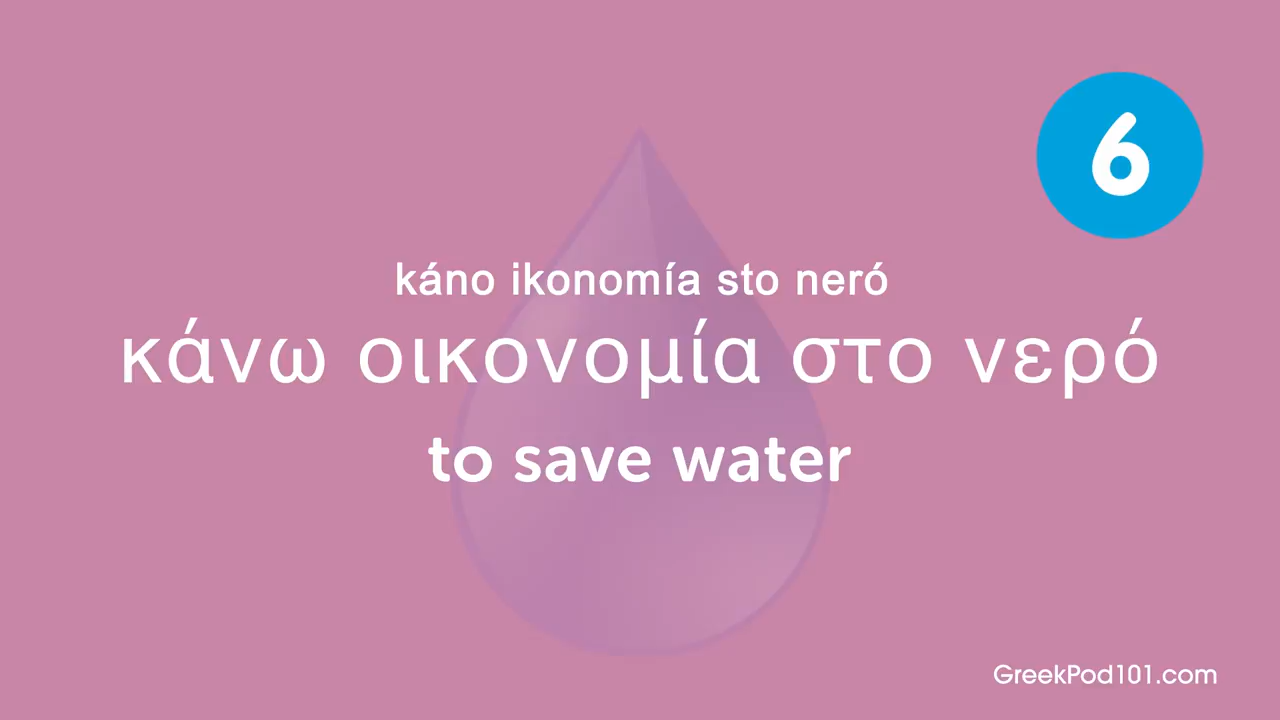 6
káno ikonomía sto neró
κάνω οικονομία στο νερό
to save water
GreekPod101.com